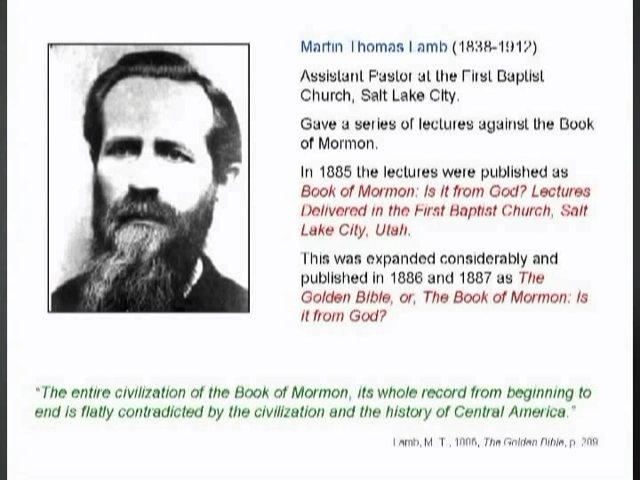 Martin Thomas Lamb (1838-1912)
Assistant Pastor at the First Baptist
Church, Salt Lake City.
Gave a series of lectures against the Book
of Mormon.
In 1885 the lectures were published as
Book of Mormon: Is it from God? Lectures
Delivered in the First Baptist Church, Salt
Lake City, Utah.
This was expanded considerably and
published in 1886 and 1887 as The
Golden Bible, or, The Book of Mormon: Is
it from God?
"The entire civilization of the Book of Mormon, its whole record from beginning to
end is flatly contradicted by the civilization and the history of Central America."
Lamb, M. T., The Golden Bible, p.